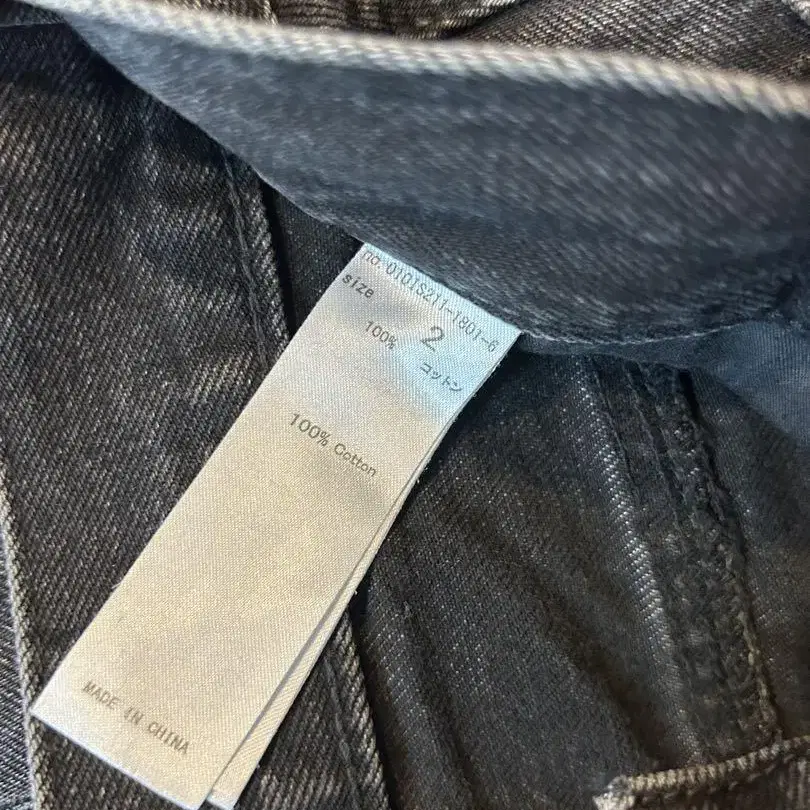 no.0101S211-1801-6
size 2
100% コットン
100% Cotton
MADE IN CHINA